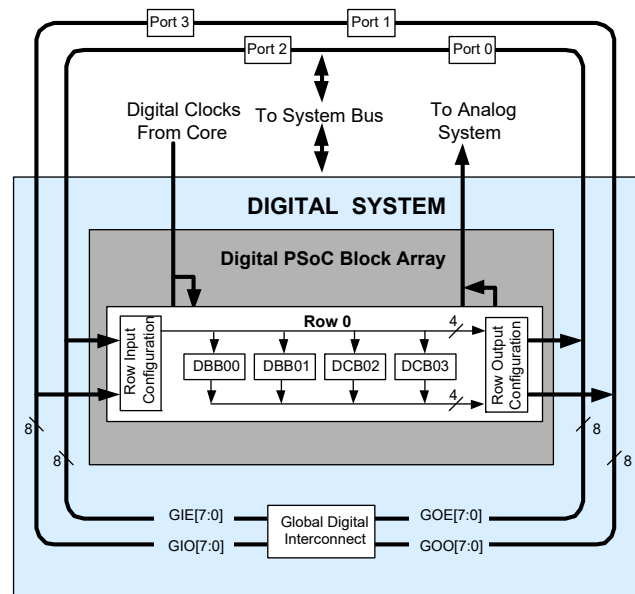 Port 3
Port 1
Port 2
Port 0
Digital Clocks
From Core
To System Bus
To Analog
System
DIGITAL SYSTEM
Digital PSoC Block Array
Row Input
Configuration
Row 0
4
DBB00
DBB01
DCB02
DCB03
4
Row Output
Configuration
8
8
8
8
GIE[7:0]
GIO[7:0]
Global Digital
Interconnect
GOE[7:0]
GOO[7:0]